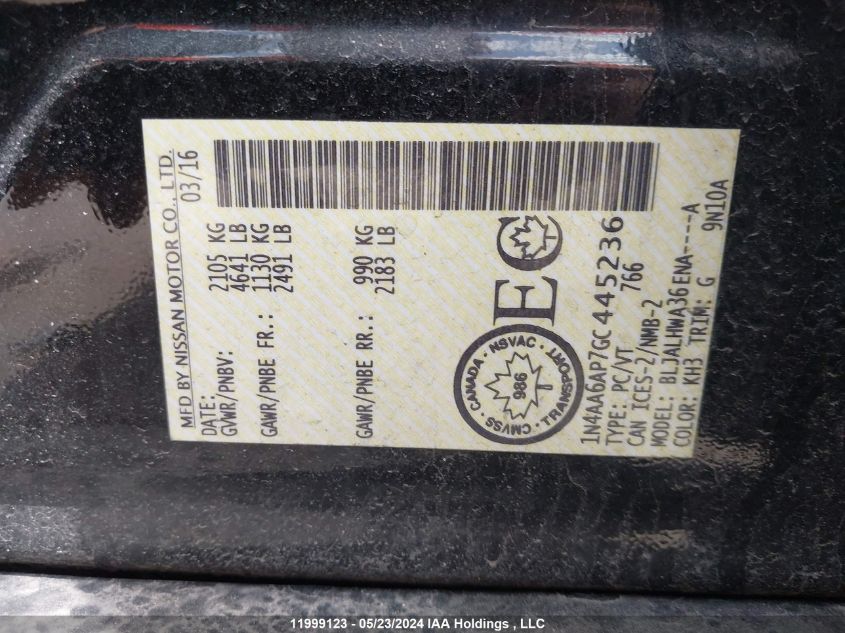 MFD BY NISSAN MOTOR CO., LTD.
DATE: 03/16
GVWR/PNBV: 2105 KG
4641 LB
GAWR/PNBE FR.: 1130 KG
2491 LB
GAWR/PNBE RR.: 990 KG
2183 LB
CANADA · NSVAC · TRANSPORT · CMVSS ·
986
EC
1N4AA6AP7GC445236
TYPE: PC/VT 766
CAN ICES-2/NMB-2
MODEL: BLJALHWA36ENA----A
COLOR: KH3 TRIM: G 9N10A
11999123 - 05/23/2024 IAA Holdings , LLC